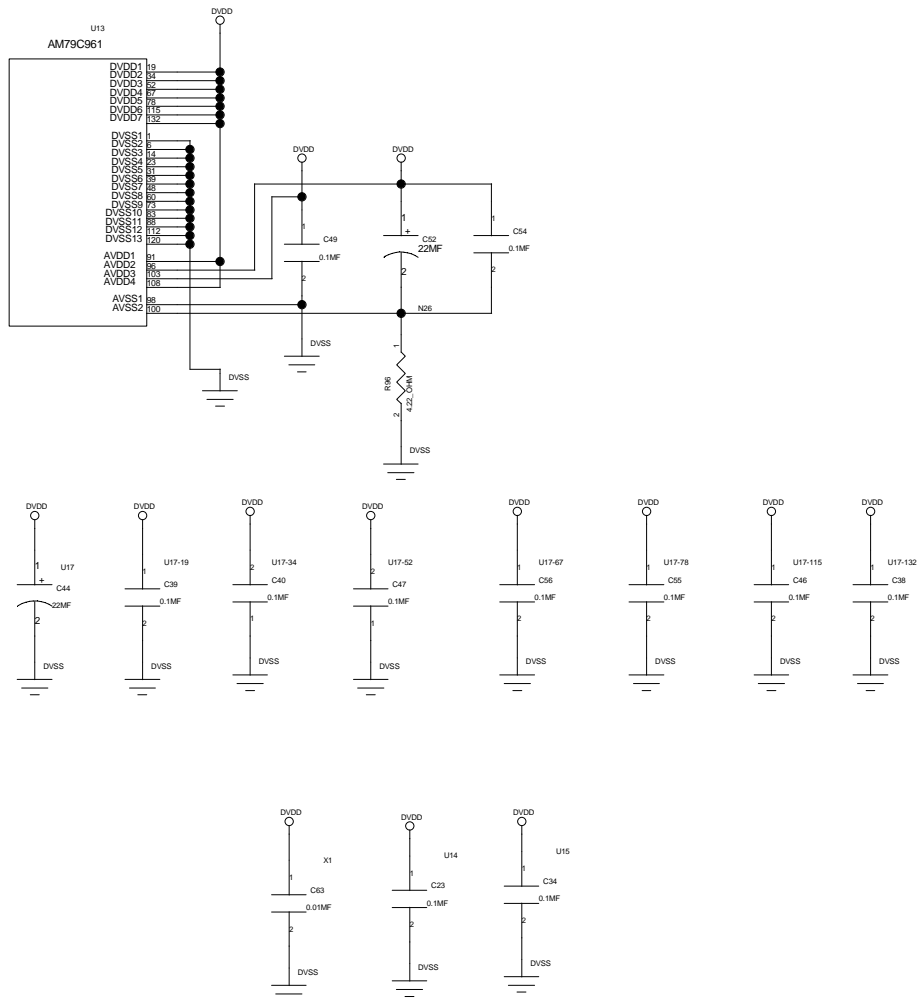 DVDD
U13
AM79C961
DVDD1 19
DVDD2 34
DVDD3 52
DVDD4 67
DVDD5 78
DVDD6 115
DVDD7 132
DVSS1 1
DVSS2 6
DVSS3 14
DVSS4 23
DVSS5 31
DVSS6 39
DVSS7 48
DVSS8 60
DVSS9 73
DVSS10 83
DVSS11 88
DVSS12 112
DVSS13 120
AVDD1 91
AVDD2 96
AVDD3 103
AVDD4 108
AVSS1 98
AVSS2 100
DVDD DVDD
1 1 1
C49 + C52 C54
0.1MF 22MF 0.1MF
2 2 2
N26
DVSS
1
R96
4.22_OHM
2
DVSS
DVSS
DVDD DVDD DVDD DVDD DVDD DVDD DVDD DVDD
U17 U17-19 U17-34 U17-52 U17-67 U17-78 U17-115 U17-132
1 1 2 2 1 1 1 1
+ C44 C39 C40 C47 C56 C55 C46 C38
22MF 0.1MF 0.1MF 0.1MF 0.1MF 0.1MF 0.1MF 0.1MF
2 2 1 1 2 2 2 2
DVSS DVSS DVSS DVSS DVSS DVSS DVSS DVSS
DVDD DVDD DVDD
X1 U14 U15
1 1 1
C63 C23 C34
0.01MF 0.1MF 0.1MF
2 2 2
DVSS DVSS DVSS